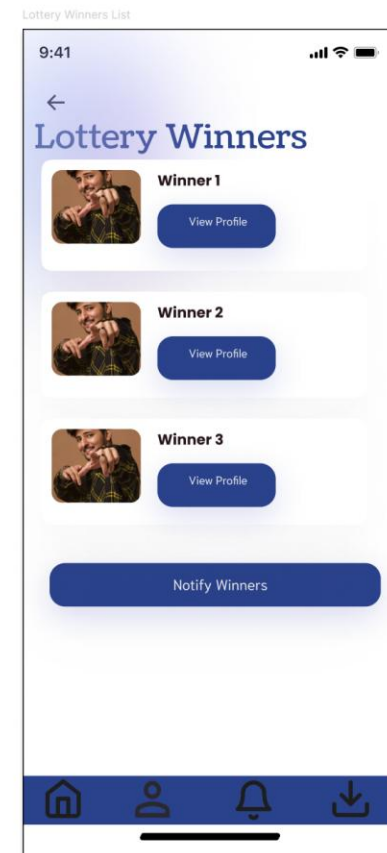 Lottery Winners List
9:41
Lottery Winners
Winner 1
View Profile
Winner 2
View Profile
Winner 3
View Profile
Notify Winners